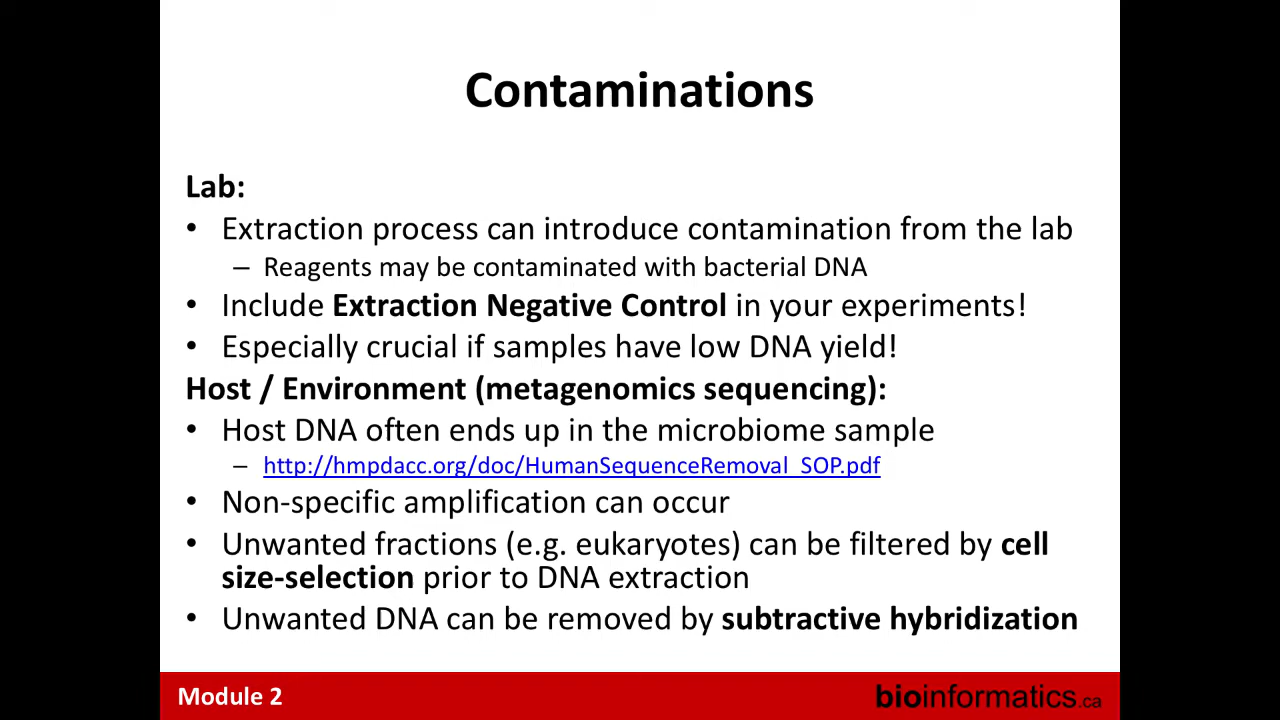 Contaminations
Lab:
• Extraction process can introduce contamination from the lab
– Reagents may be contaminated with bacterial DNA
• Include Extraction Negative Control in your experiments!
• Especially crucial if samples have low DNA yield!
Host / Environment (metagenomics sequencing):
• Host DNA often ends up in the microbiome sample
– http://hmpdacc.org/doc/HumanSequenceRemoval_SOP.pdf
• Non-specific amplification can occur
• Unwanted fractions (e.g. eukaryotes) can be filtered by cell
size-selection prior to DNA extraction
• Unwanted DNA can be removed by subtractive hybridization
Module 2
bioinformatics.ca